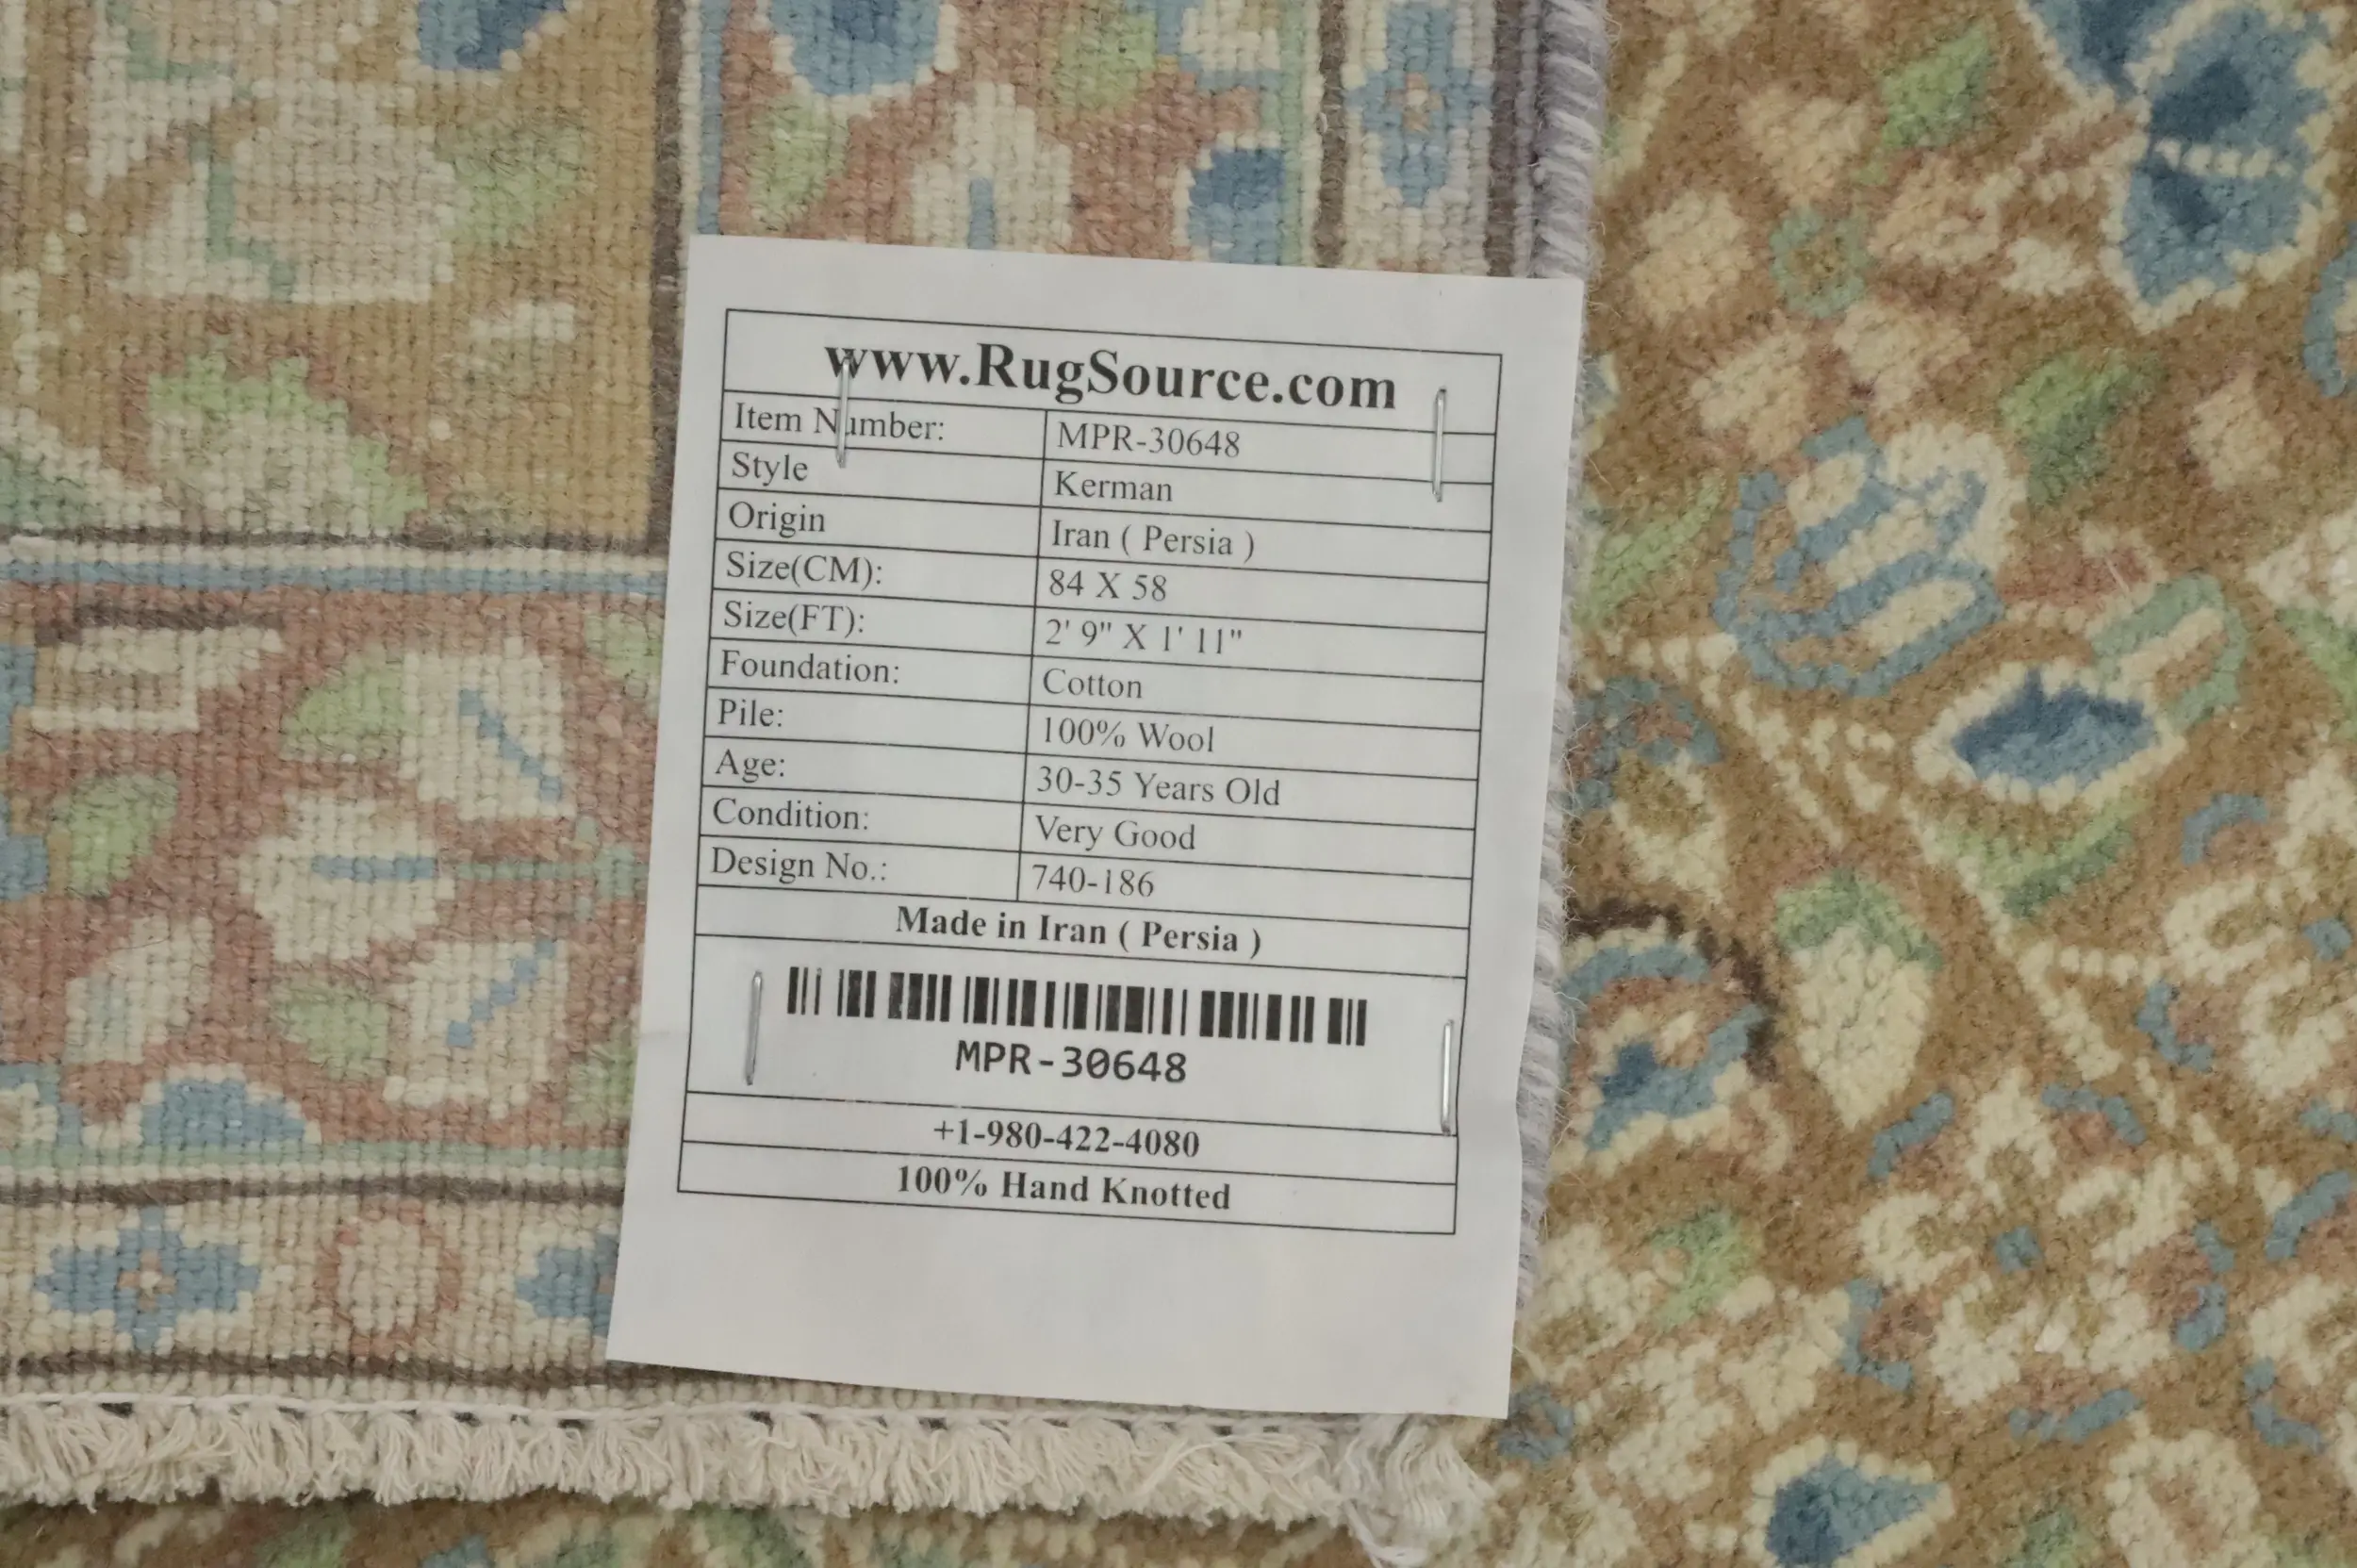 www.RugSource.com
Item Number: MPR-30648
Style Kerman
Origin Iran ( Persia )
Size(CM): 84 X 58
Size(FT): 2' 9" X 1' 11"
Foundation: Cotton
Pile: 100% Wool
Age: 30-35 Years Old
Condition: Very Good
Design No.: 740-186
Made in Iran ( Persia )
MPR-30648
+1-980-422-4080
100% Hand Knotted